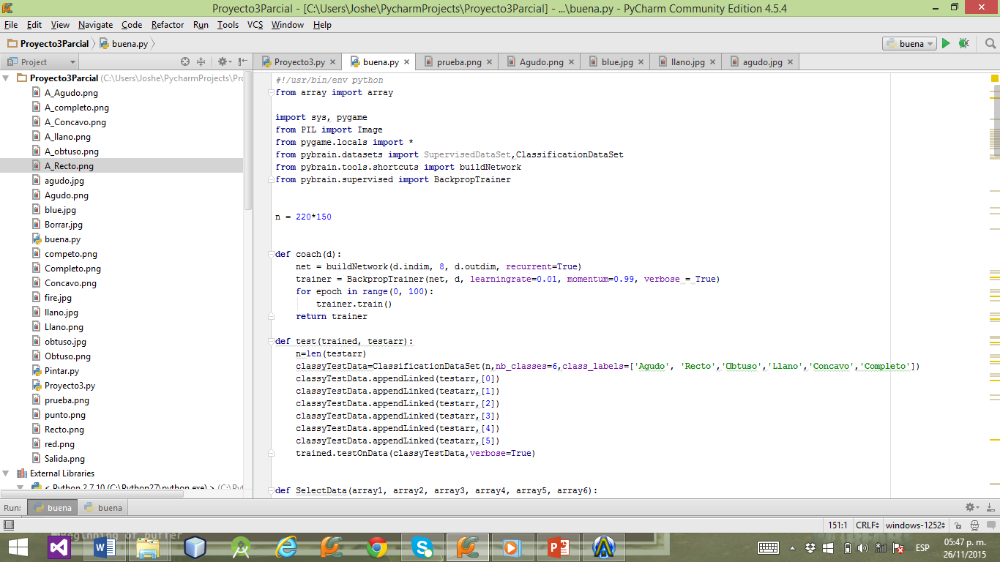 Proyecto3Parcial - [C:\Users\Joshe\PycharmProjects\Proyecto3Parcial] - ...\buena.py - PyCharm Community Edition 4.5.4
File Edit View Navigate Code Refactor Run Tools VCS Window Help
Proyecto3Parcial buena.py buena
Project
Proyecto3.py buena.py prueba.png Agudo.png blue.jpg llano.jpg agudo.jpg
Proyecto3Parcial (C:\Users\Joshe\PycharmProjects\Pro
A_Agudo.png
A_completo.png
A_Concavo.png
A_llano.png
A_obtuso.png
A_Recto.png
agudo.jpg
Agudo.png
blue.jpg
Borrar.jpg
buena.py
competo.png
Completo.png
Concavo.png
fire.jpg
llano.jpg
Llano.png
obtuso.jpg
Obtuso.png
Pintar.py
Proyecto3.py
prueba.png
punto.png
Recto.png
red.png
Salida.png
External Libraries
< Python 2.7.10 (C:\Python27\python.exe) > (C:\Pyt
#!/usr/bin/env python
from array import array
import sys, pygame
from PIL import Image
from pygame.locals import *
from pybrain.datasets import SupervisedDataSet,ClassificationDataSet
from pybrain.tools.shortcuts import buildNetwork
from pybrain.supervised import BackpropTrainer
n = 220*150
def coach(d):
net = buildNetwork(d.indim, 8, d.outdim, recurrent=True)
trainer = BackpropTrainer(net, d, learningrate=0.01, momentum=0.99, verbose = True)
for epoch in range(0, 100):
trainer.train()
return trainer
def test(trained, testarr):
n=len(testarr)
classyTestData=ClassificationDataSet(n,nb_classes=6,class_labels=['Agudo', 'Recto','Obtuso','Llano','Concavo','Completo'])
classyTestData.appendLinked(testarr,[0])
classyTestData.appendLinked(testarr,[1])
classyTestData.appendLinked(testarr,[2])
classyTestData.appendLinked(testarr,[3])
classyTestData.appendLinked(testarr,[4])
classyTestData.appendLinked(testarr,[5])
trained.testOnData(classyTestData,verbose=True)
def SelectData(array1, array2, array3, array4, array5, array6):
Run: buena buena
151:1 CRLF windows-1252
Beginning of buffer
ESP
05:47 p. m.
26/11/2015